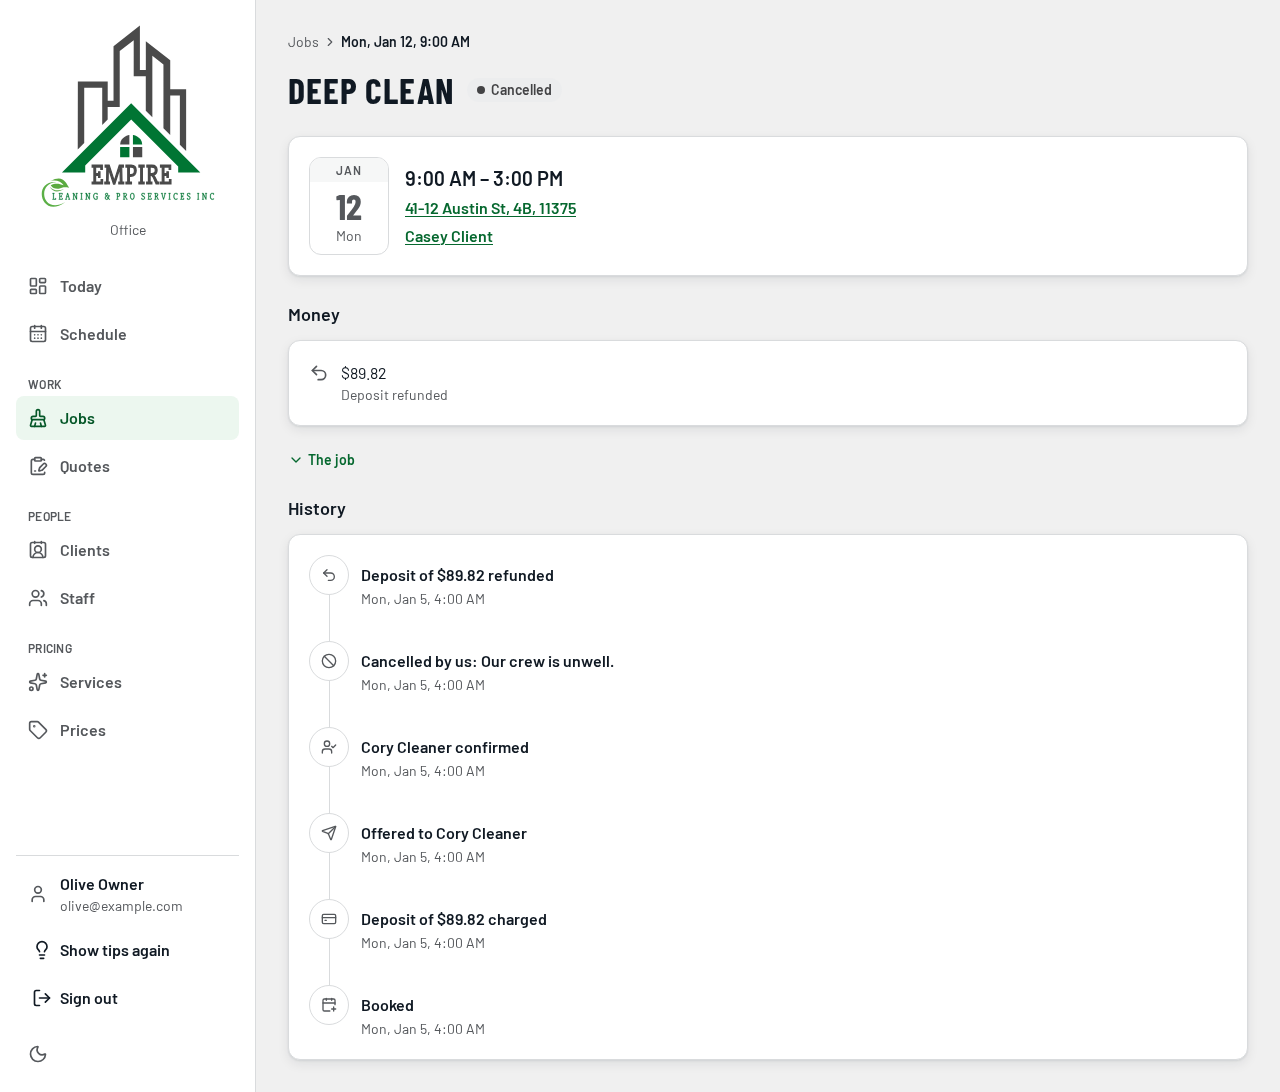 EMPIRE
LEANING & PRO SERVICES INC
Office
Today
Schedule
WORK
Jobs
Quotes
PEOPLE
Clients
Staff
PRICING
Services
Prices
Olive Owner
olive@example.com
Show tips again
Sign out
Jobs
Mon, Jan 12, 9:00 AM
DEEP CLEAN
Cancelled
JAN
12
Mon
9:00 AM – 3:00 PM
41-12 Austin St, 4B, 11375
Casey Client
Money
$89.82
Deposit refunded
The job
History
Deposit of $89.82 refunded
Mon, Jan 5, 4:00 AM
Cancelled by us: Our crew is unwell.
Mon, Jan 5, 4:00 AM
Cory Cleaner confirmed
Mon, Jan 5, 4:00 AM
Offered to Cory Cleaner
Mon, Jan 5, 4:00 AM
Deposit of $89.82 charged
Mon, Jan 5, 4:00 AM
Booked
Mon, Jan 5, 4:00 AM